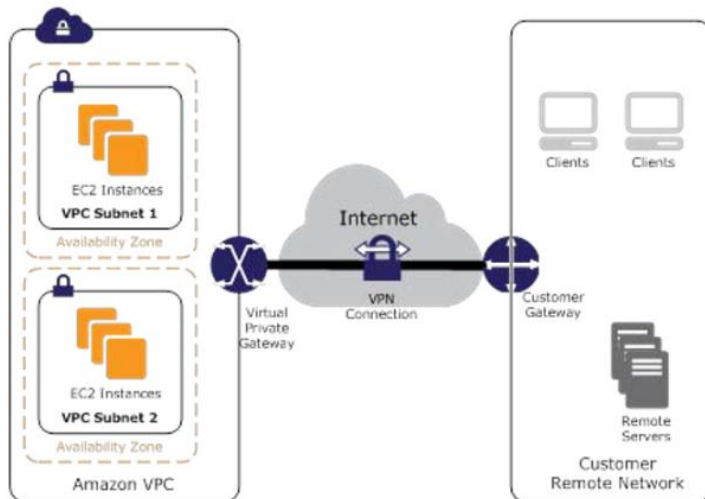 EC2 Instances
VPC Subnet 1
Availability Zone
EC2 Instances
VPC Subnet 2
Availability Zone
Amazon VPC
Virtual
Private
Gateway
Internet
VPN
Connection
Customer
Gateway
Clients
Clients
Remote
Servers
Customer
Remote Network